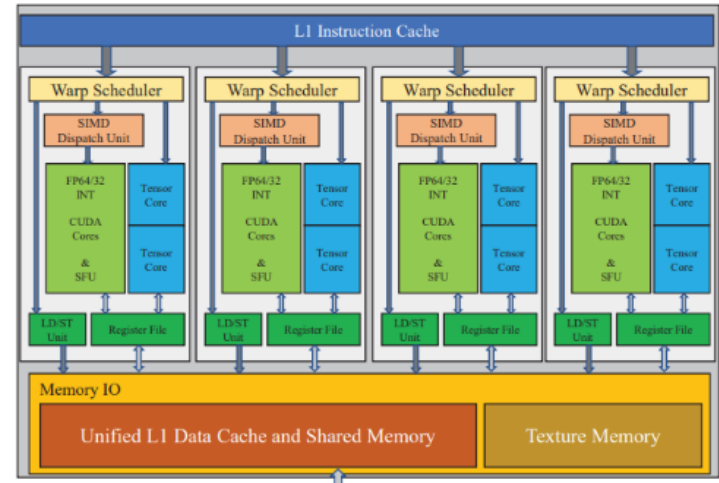 L1 Instruction Cache
Warp Scheduler
SIMD
Dispatch Unit
FP64/32
INT
CUDA
Cores
&
SFU
Tensor
Core
Tensor
Core
LD/ST
Unit
Register File
Warp Scheduler
SIMD
Dispatch Unit
FP64/32
INT
CUDA
Cores
&
SFU
Tensor
Core
Tensor
Core
LD/ST
Unit
Register File
Warp Scheduler
SIMD
Dispatch Unit
FP64/32
INT
CUDA
Cores
&
SFU
Tensor
Core
Tensor
Core
LD/ST
Unit
Register File
Warp Scheduler
SIMD
Dispatch Unit
FP64/32
INT
CUDA
Cores
&
SFU
Tensor
Core
Tensor
Core
LD/ST
Unit
Register File
Memory IO
Unified L1 Data Cache and Shared Memory
Texture Memory